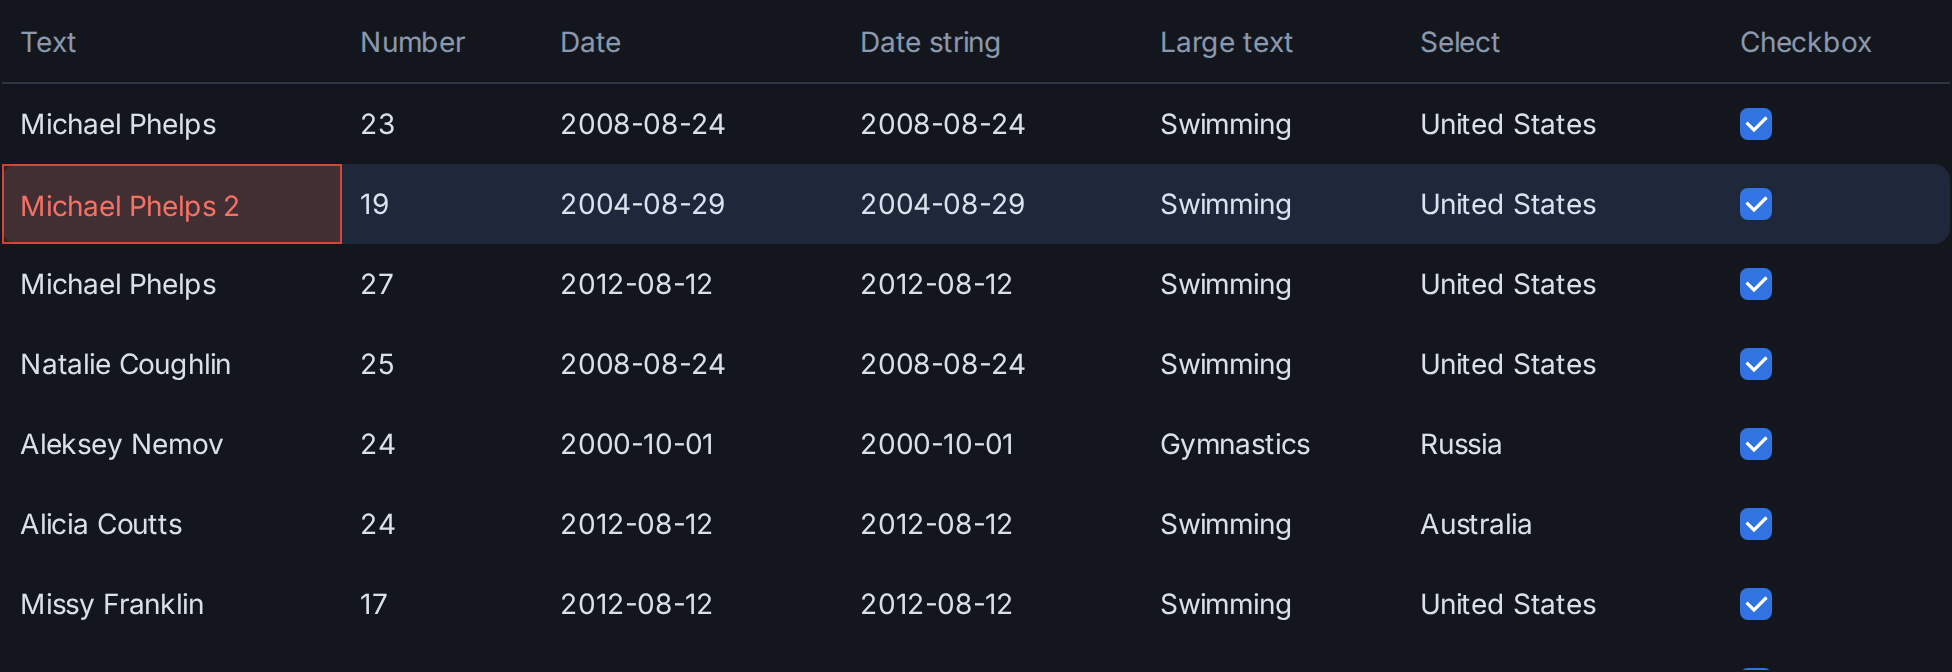 Text Number Date Date string Large text Select Checkbox
Michael Phelps 23 2008-08-24 2008-08-24 Swimming United States
Michael Phelps 2 19 2004-08-29 2004-08-29 Swimming United States
Michael Phelps 27 2012-08-12 2012-08-12 Swimming United States
Natalie Coughlin 25 2008-08-24 2008-08-24 Swimming United States
Aleksey Nemov 24 2000-10-01 2000-10-01 Gymnastics Russia
Alicia Coutts 24 2012-08-12 2012-08-12 Swimming Australia
Missy Franklin 17 2012-08-12 2012-08-12 Swimming United States